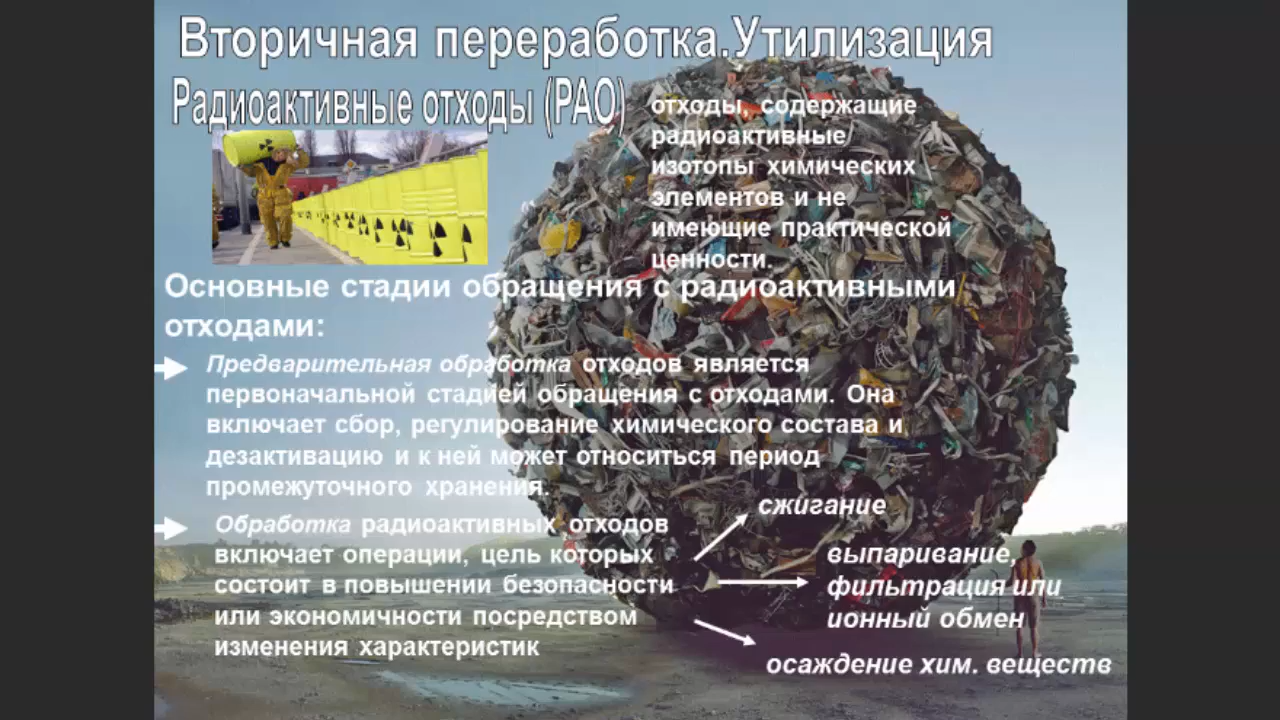 Вторичная переработка.Утилизация
Радиоактивные отходы (РАО)
отходы, содержащие
радиоактивные
изотопы химических
элементов и не
имеющие практической
ценности.
Основные стадии обращения с радиоактивными
отходами:
Предварительная обработка отходов является
первоначальной стадией обращения с отходами. Она
включает сбор, регулирование химического состава и
дезактивацию и к ней может относиться период
промежуточного хранения.
Обработка радиоактивных отходов
включает операции, цель которых
состоит в повышении безопасности
или экономичности посредством
изменения характеристик
сжигание
выпаривание,
фильтрация или
ионный обмен
осаждение хим. веществ